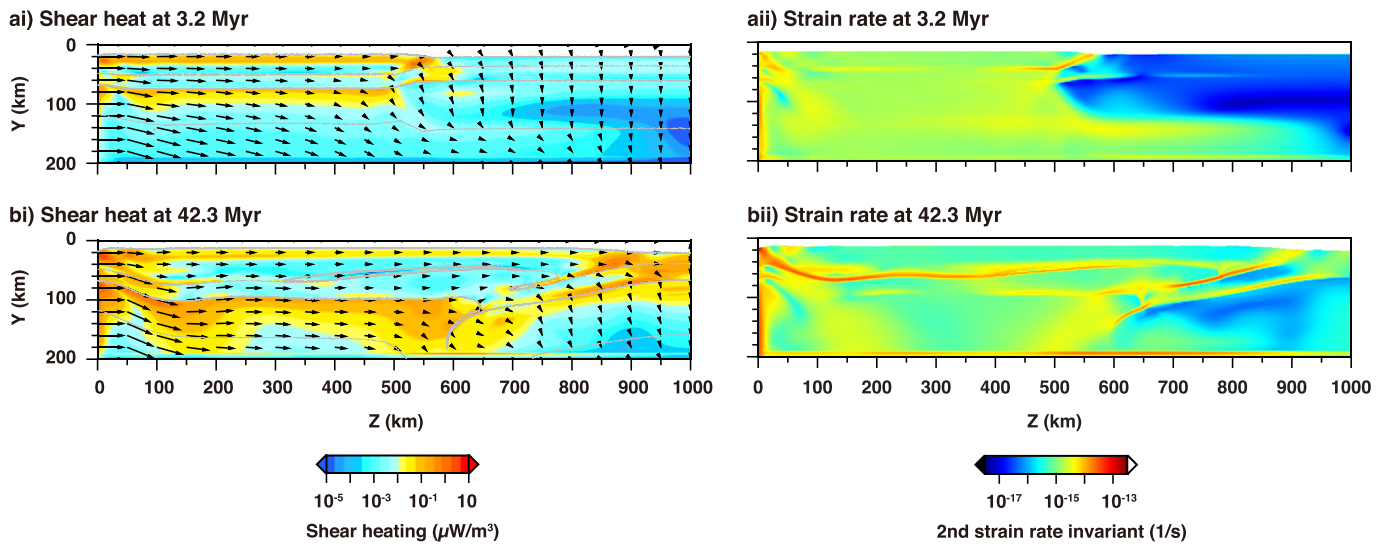 ai) Shear heating at 3.2 Myr
aii) Strain rate at 3.2 Myr
0
100
200
Y (km)
bi) Shear heat at 42.3 Myr
bii) Strain rate at 42.3 Myr
0
100
200
Y (km)
0 100 200 300 400 500 600 700 800 900 1000
0 100 200 300 400 500 600 700 800 900 1000
Z (km)
Z (km)
10-5 10-3 10-1 10
10-17 10-15 10-13
Shear heating (µW/m³)
2nd strain rate invariant (1/s)